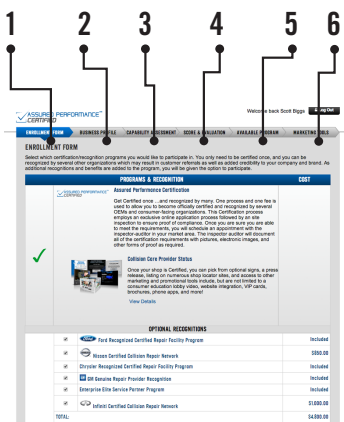 1 2 3 4 5 6
ASSURED PERFORMANCE
CERTIFIED
Welcome back Scott Biggs
ENROLLMENT FORM BUSINESS PROFILE CAPABILITY ASSESSMENT SCORE & EVALUATION AVAILABLE PROGRAM MARKETING TOOLS
ENROLLMENT FORM
Select which certification/recognition programs you would like to participate in. You only need to be certified once, and you can be
recognized by several other organizations which may result in customer referrals as well as added credibility to your company and brand. As
additional recognitions and benefits are added to the program, you will be given the option to participate.
PROGRAMS & RECOGNITION COST
ASSURED PERFORMANCE
CERTIFIED
Assured Performance Certification
Get Certified once ...and recognized by many. One process and one fee is
used to allow you to become officially certified and recognized by several
OEMs and consumer-facing organizations. This Certification process
employs an exclusive online application process followed by an site
inspection to ensure proof of compliance. Once you are sure you are able
to meet the requirements, you will schedule an appointment with the
inspector-auditor in your market area. The inspector auditor will document
all of the certification requirements with pictures, electronic images, and
other forms of proof as required.
Collision Care Provider Status
Once your shop is Certified, you can pick from optional signs, a press
release, listing on numerous shop locator sites, and access to other
marketing and promotional tools include, but are not limited to a
consumer education lobby video, website integration, VIP cards,
brochures, phone apps, and more!
View Details
OPTIONAL RECOGNITIONS
Ford Recognized Certified Repair Facility Program Included
Nissan Certified Collision Repair Network $850.00
Chrysler Recognized Certified Repair Facility Program Included
GM GM Genuine Repair Provider Recognition Included
Enterprise Elite Service Partner Program Included
Infiniti Certified Collision Repair Network $1,000.00
TOTAL: $4,800.00